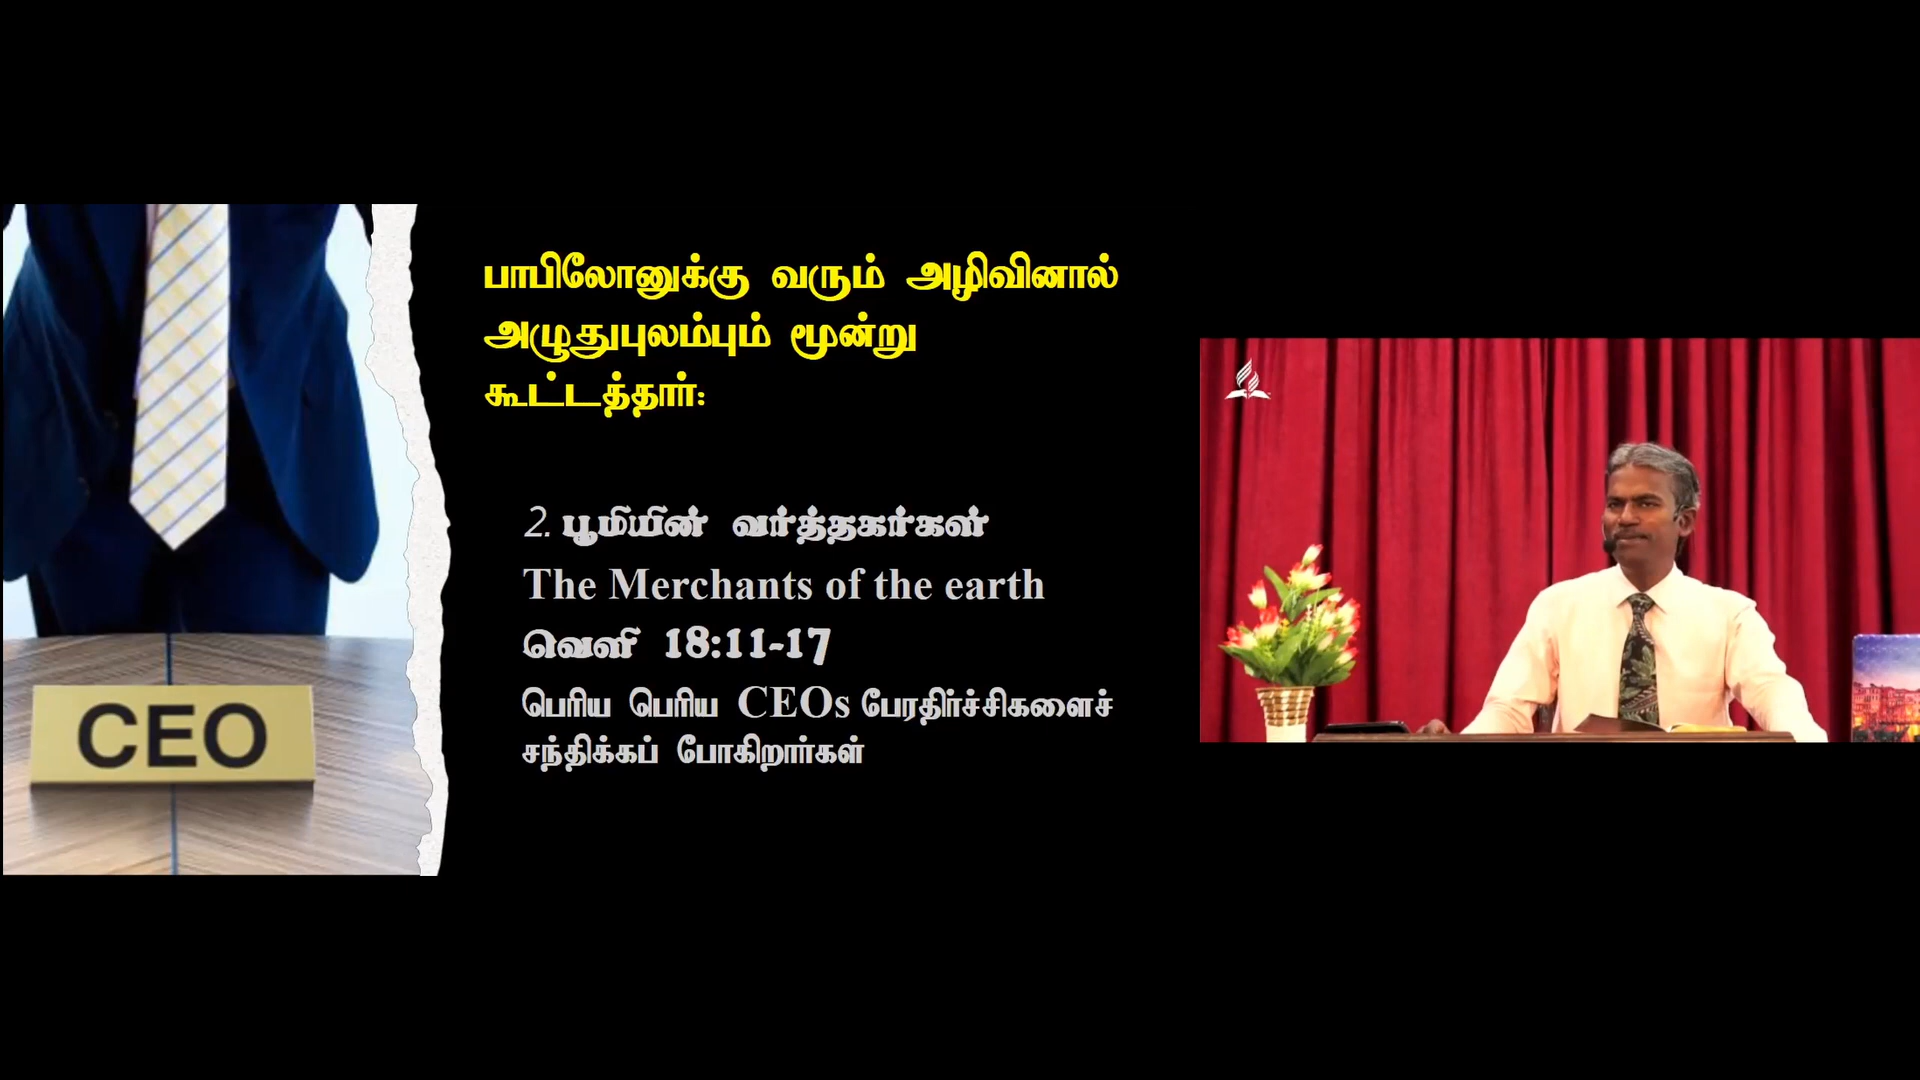 பாபிலோனுக்கு வரும் அழிவினால்
அழுதுபுலம்பும் மூன்று
கூட்டத்தார்:
2. பூமியின் வர்த்தகர்கள்
The Merchants of the earth
வெளி 18:11-17
பெரிய பெரிய CEOs பேரதிர்ச்சிகளைச்
சந்திக்கப் போகிறார்கள்
CEO